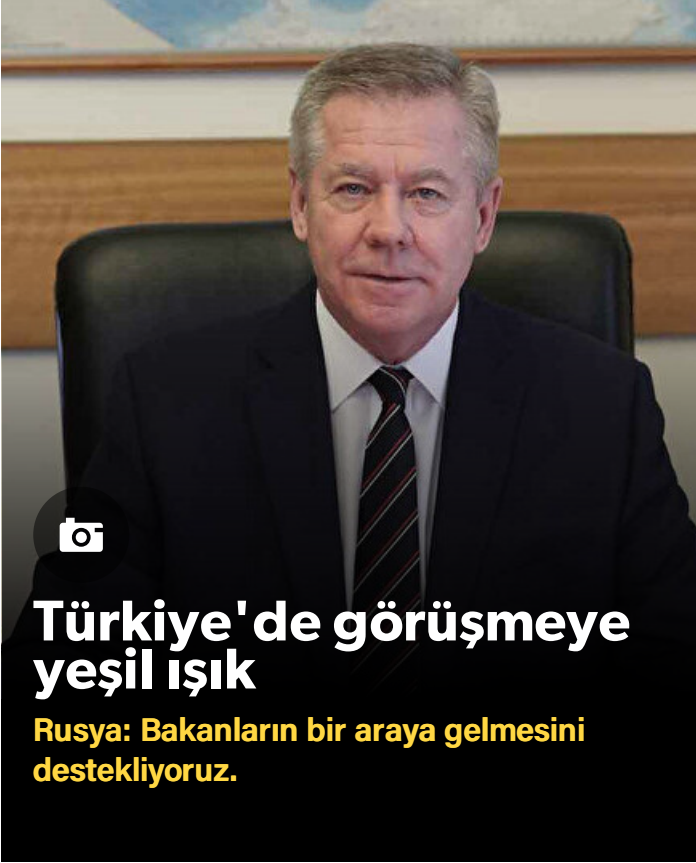 Türkiye'de görüşmeye
yeşil ışık
Rusya: Bakanların bir araya gelmesini
destekliyoruz.